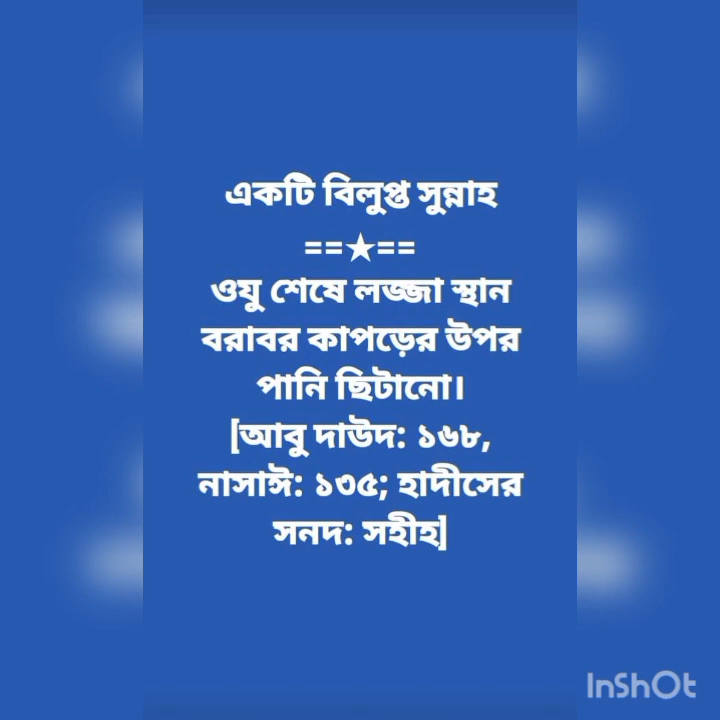 একটি বিলুপ্ত সুন্নাহ
==★==
ওযু শেষে লজ্জা স্থান
বরাবর কাপড়ের উপর
পানি ছিটানো।
[আবু দাউদ: ১৬৮,
নাসাঈ: ১৩৫; হাদীসের
সনদ: সহীহ]
InShOt